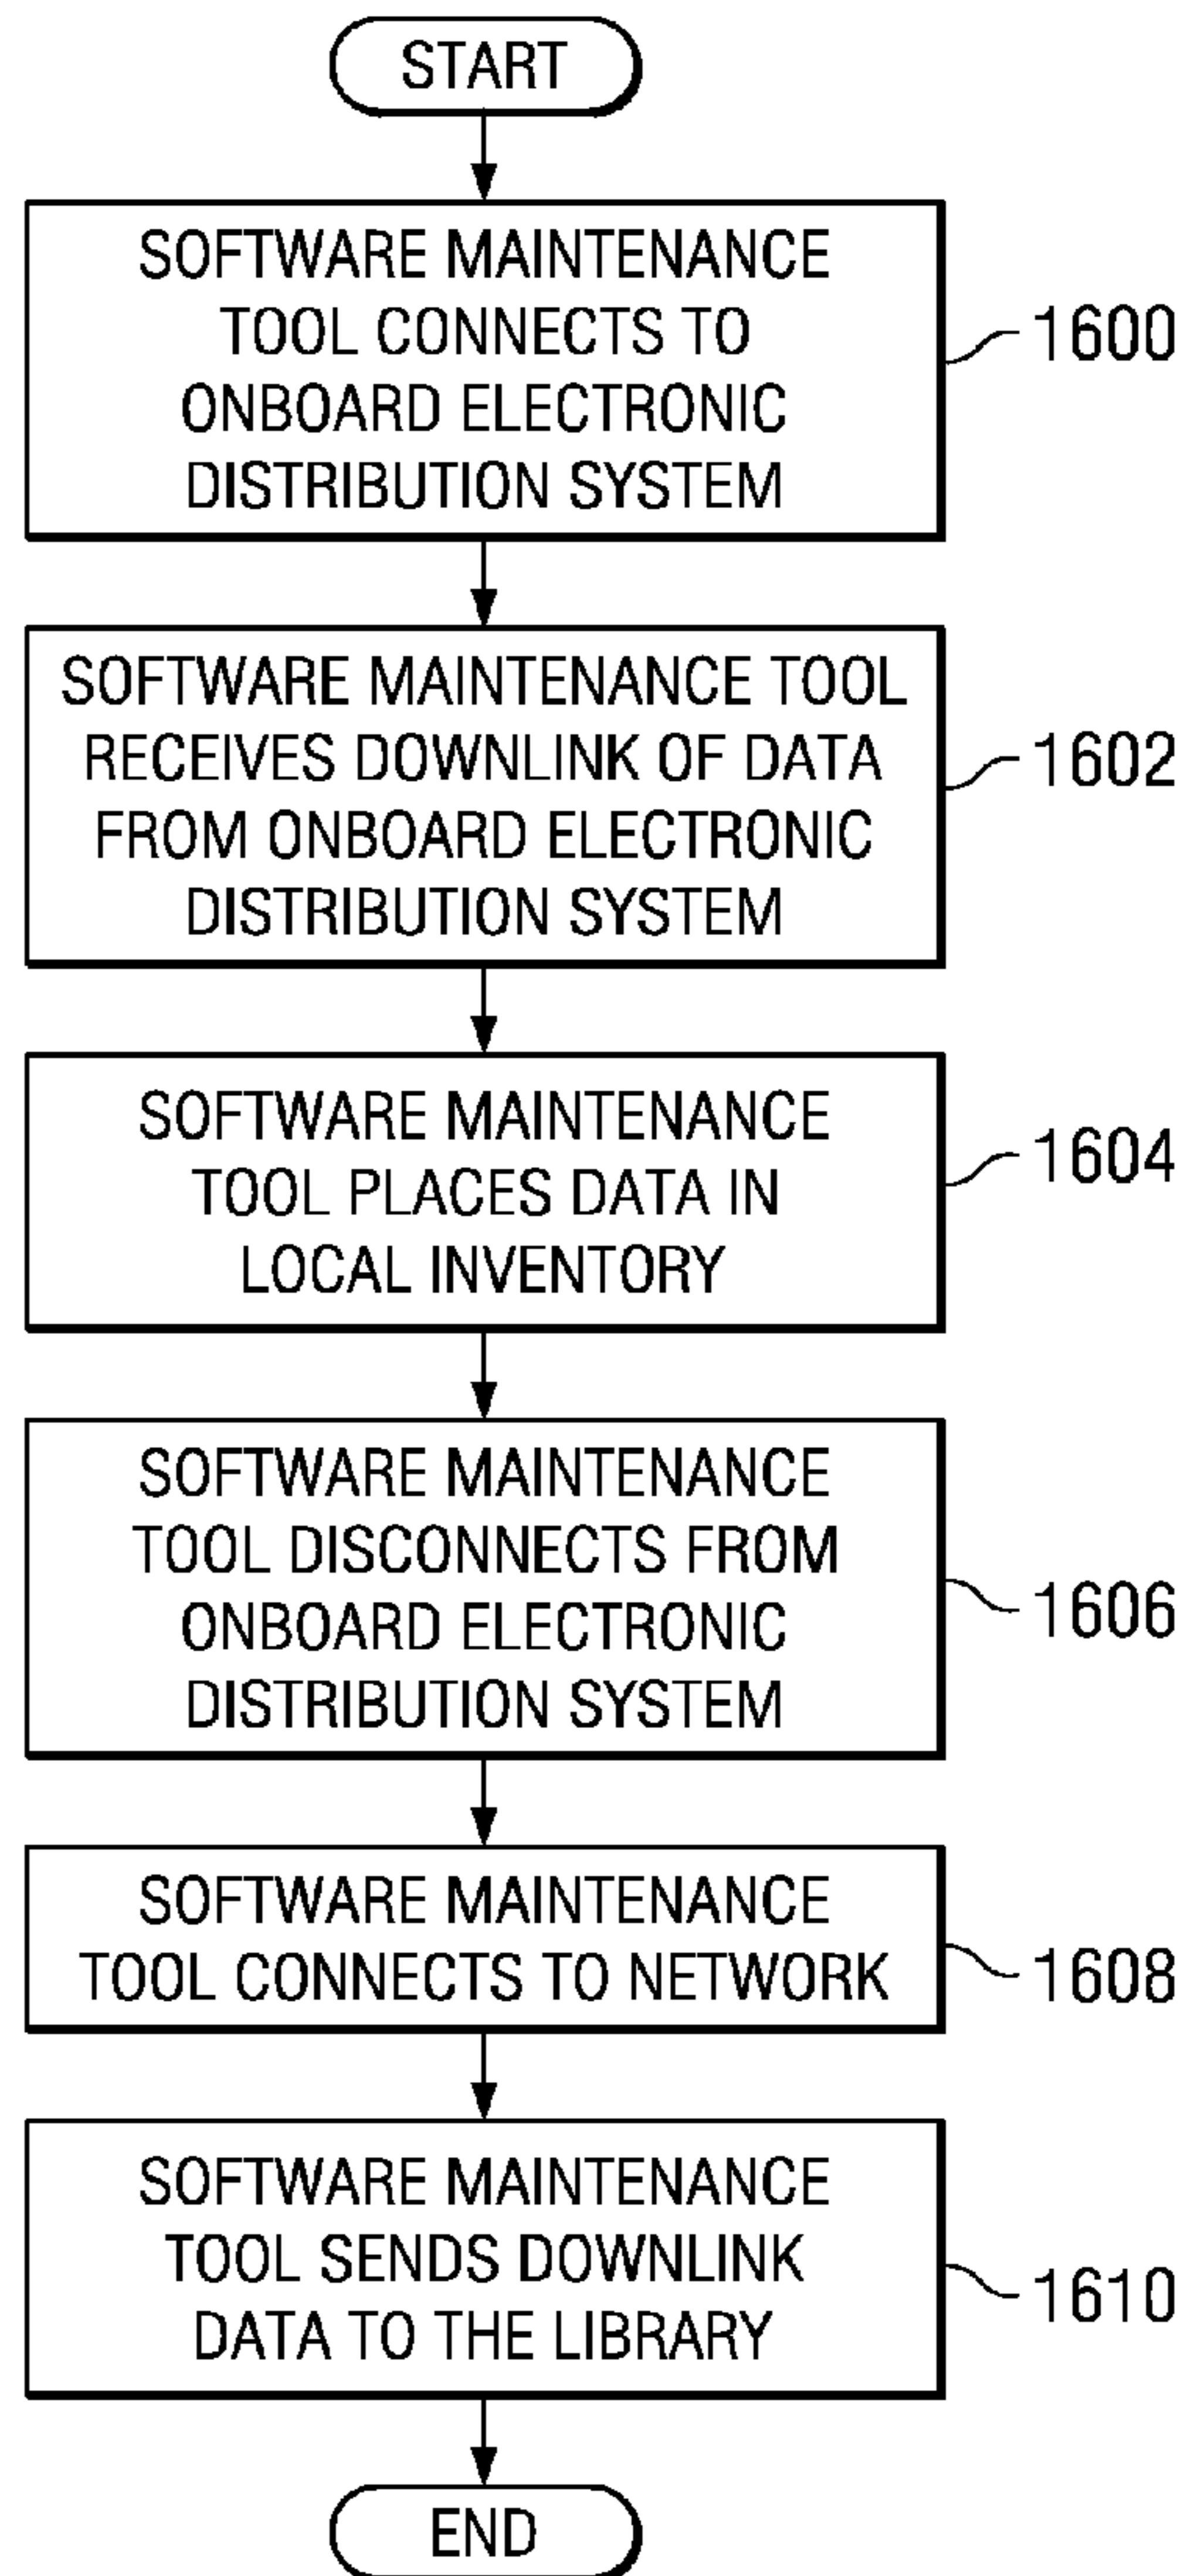 START
SOFTWARE MAINTENANCE
TOOL CONNECTS TO
ONBOARD ELECTRONIC
DISTRIBUTION SYSTEM
1600
SOFTWARE MAINTENANCE TOOL
RECEIVES DOWNLINK OF DATA
FROM ONBOARD ELECTRONIC
DISTRIBUTION SYSTEM
1602
SOFTWARE MAINTENANCE
TOOL PLACES DATA IN
LOCAL INVENTORY
1604
SOFTWARE MAINTENANCE
TOOL DISCONNECTS FROM
ONBOARD ELECTRONIC
DISTRIBUTION SYSTEM
1606
SOFTWARE MAINTENANCE
TOOL CONNECTS TO NETWORK
1608
SOFTWARE MAINTENANCE
TOOL SENDS DOWNLINK
DATA TO THE LIBRARY
1610
END